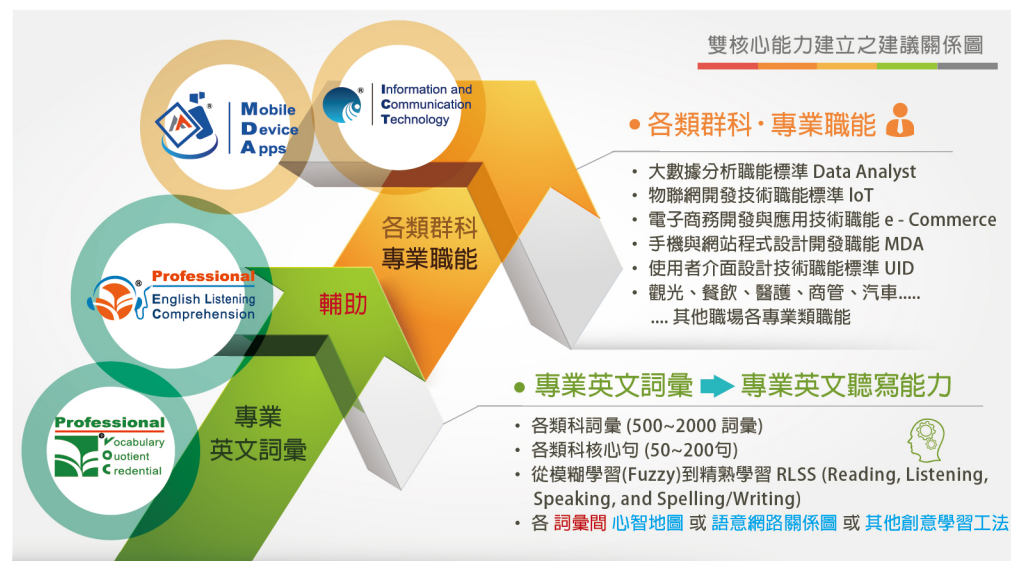 雙核心能力建立之建議關係圖
Mobile
Device
Apps
®
Information and
Communication
Technology
®
• 各類群科 · 專業職能
• 大數據分析職能標準 Data Analyst
• 物聯網開發技術職能標準 IoT
• 電子商務開發與應用技術職能 e - Commerce
• 手機與網站程式設計開發職能 MDA
• 使用者介面設計技術職能標準 UID
• 觀光、餐飲、醫護、商管、汽車.....
.... 其他職場各專業類職能
各類群科
專業職能
Professional
English Listening
Comprehension
®
輔助
• 專業英文詞彙 專業英文聽寫能力
• 各類科詞彙 (500~2000 詞彙)
• 各類科核心句 (50~200句)
• 從模糊學習(Fuzzy)到精熟學習 RLSS (Reading, Listening,
Speaking, and Spelling/Writing)
• 各 詞彙間 心智地圖 或 語意網路關係圖 或 其他創意學習工法
專業
英文詞彙
Professional
Vocabulary
Quotient
Credential